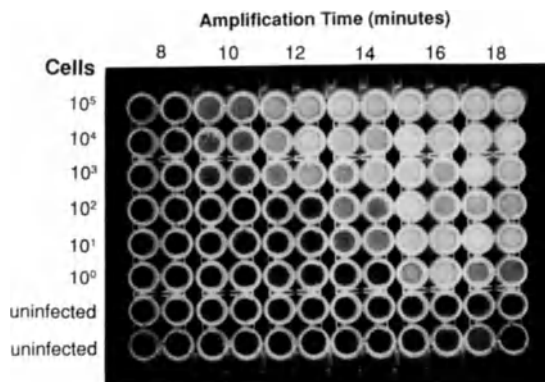 Amplification Time (minutes)
8 10 12 14 16 18
Cells
10⁵
10⁴
10³
10²
10¹
10⁰
uninfected
uninfected